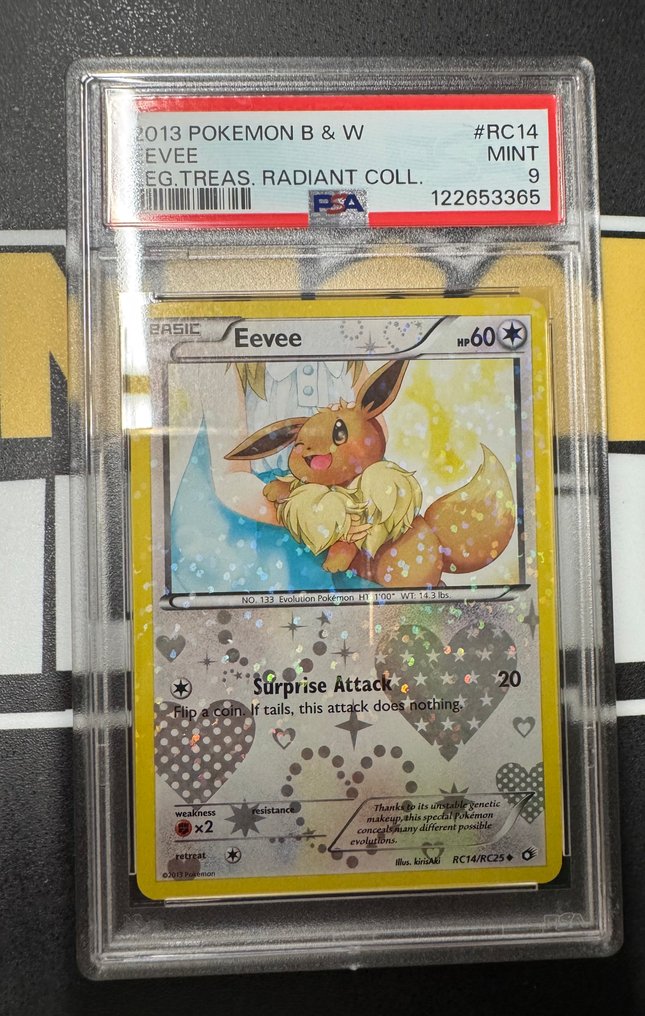 2013 POKEMON B & W #RC14
EEVEE MINT
LEG.TREAS. RADIANT COLL. 9
PSA 122653365
BASIC Eevee HP60
NO. 133 Evolution Pokémon HT: 1'00" WT: 14.3 lbs.
Surprise Attack 20
Flip a coin. If tails, this attack does nothing.
weakness resistance
×2
retreat
Thanks to its unstable genetic
makeup, this special Pokémon
conceals many different possible
evolutions.
Illus. kirisAki RC14/RC25
©2013 Pokémon
PSA